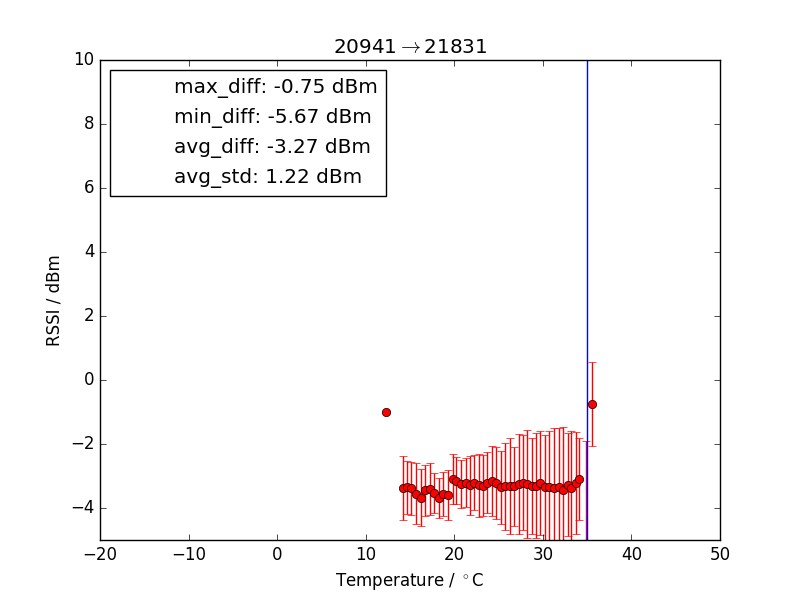 20941→21831
max_diff: -0.75 dBm
min_diff: -5.67 dBm
avg_diff: -3.27 dBm
avg_std: 1.22 dBm
10
8
6
4
2
0
−2
−4
RSSI / dBm
−20 −10 0 10 20 30 40 50
Temperature / °C